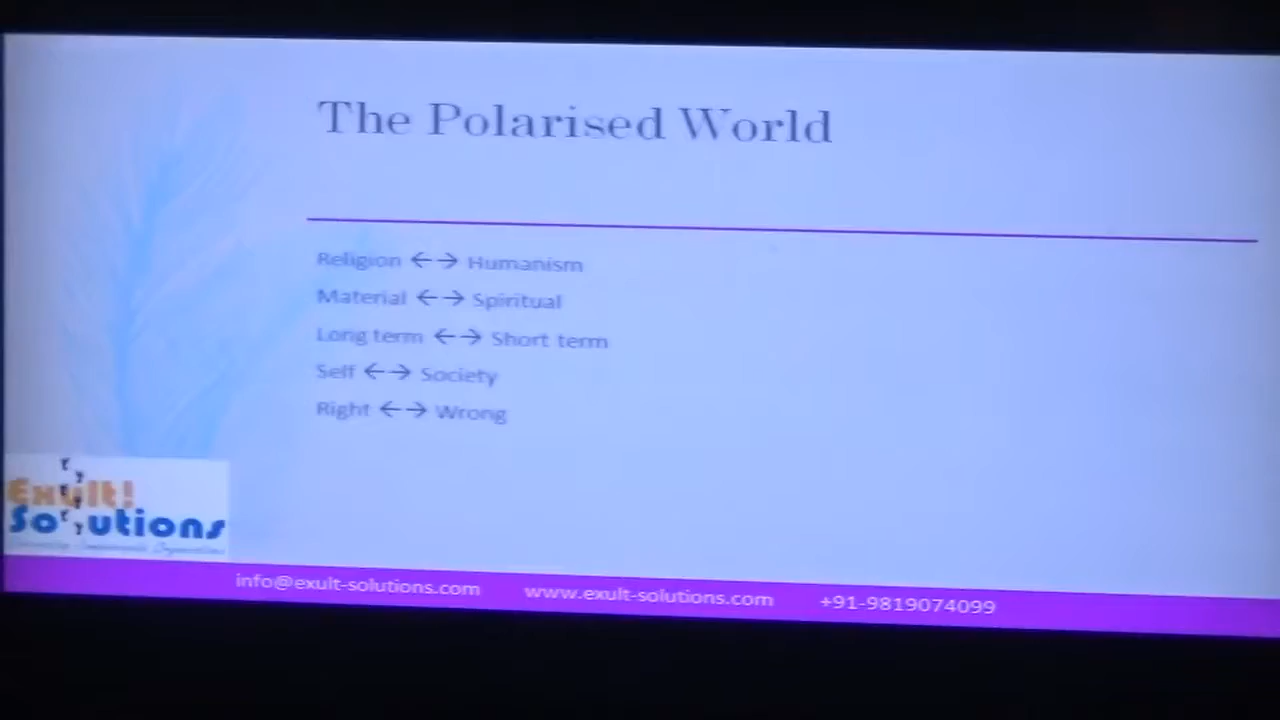 The Polarised World
Religion ←→ Humanism
Material ←→ Spiritual
Long term ←→ Short term
Self ←→ Society
Right ←→ Wrong
Exult!
Solutions
info@exult-solutions.com www.exult-solutions.com +91-9819074099